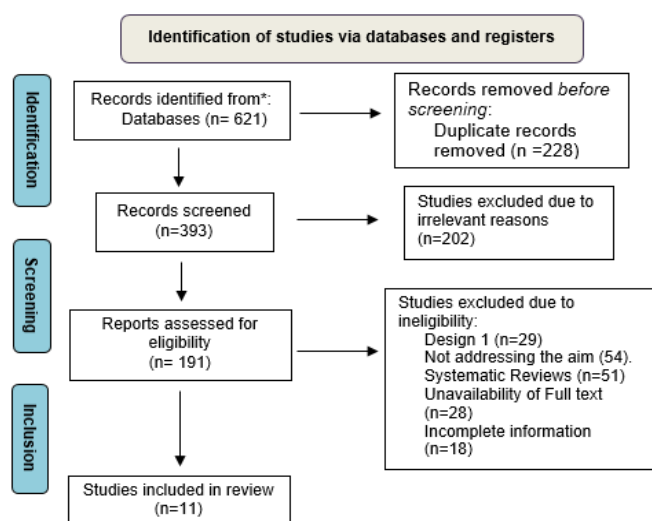 Identification of studies via databases and registers
Identification
Records identified from*:
Databases (n= 621)
Records removed before
screening:
Duplicate records
removed (n =228)
Records screened
(n=393)
Studies excluded due to
irrelevant reasons
(n=202)
Screening
Reports assessed for
eligibility
(n= 191)
Studies excluded due to
ineligibility:
Design 1 (n=29)
Not addressing the aim (54).
Systematic Reviews (n=51)
Unavailability of Full text
(n=28)
Incomplete information
(n=18)
Inclusion
Studies included in review
(n=11)